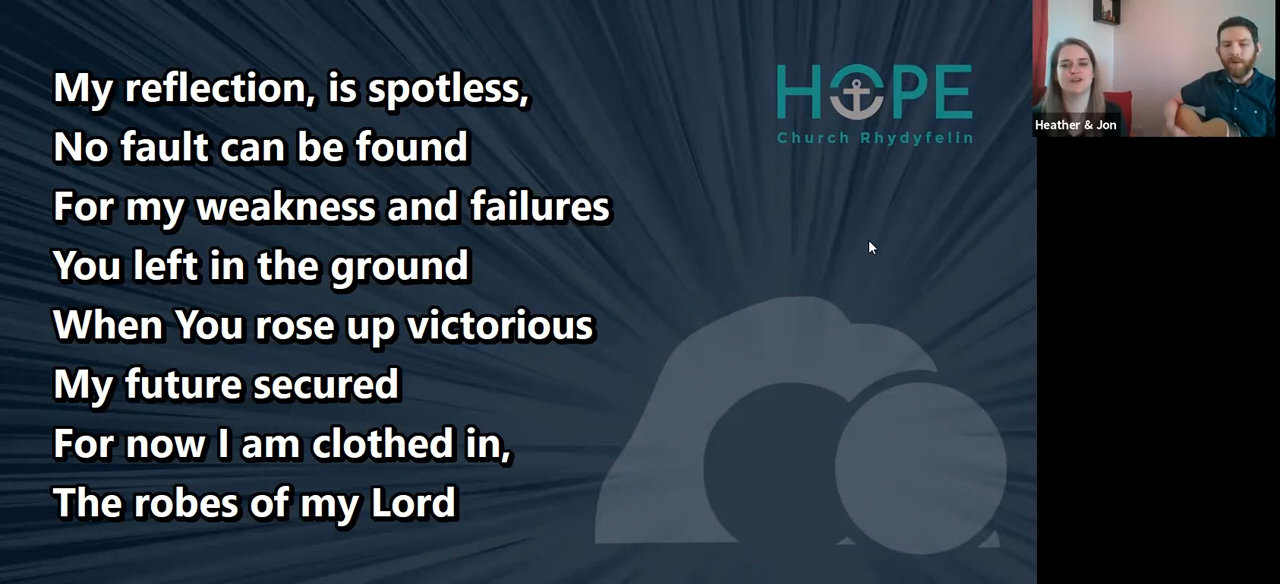 My reflection, is spotless,
No fault can be found
For my weakness and failures
You left in the ground
When You rose up victorious
My future secured
For now I am clothed in,
The robes of my Lord
HOPE
Church Rhydyfelin
Heather & Jon